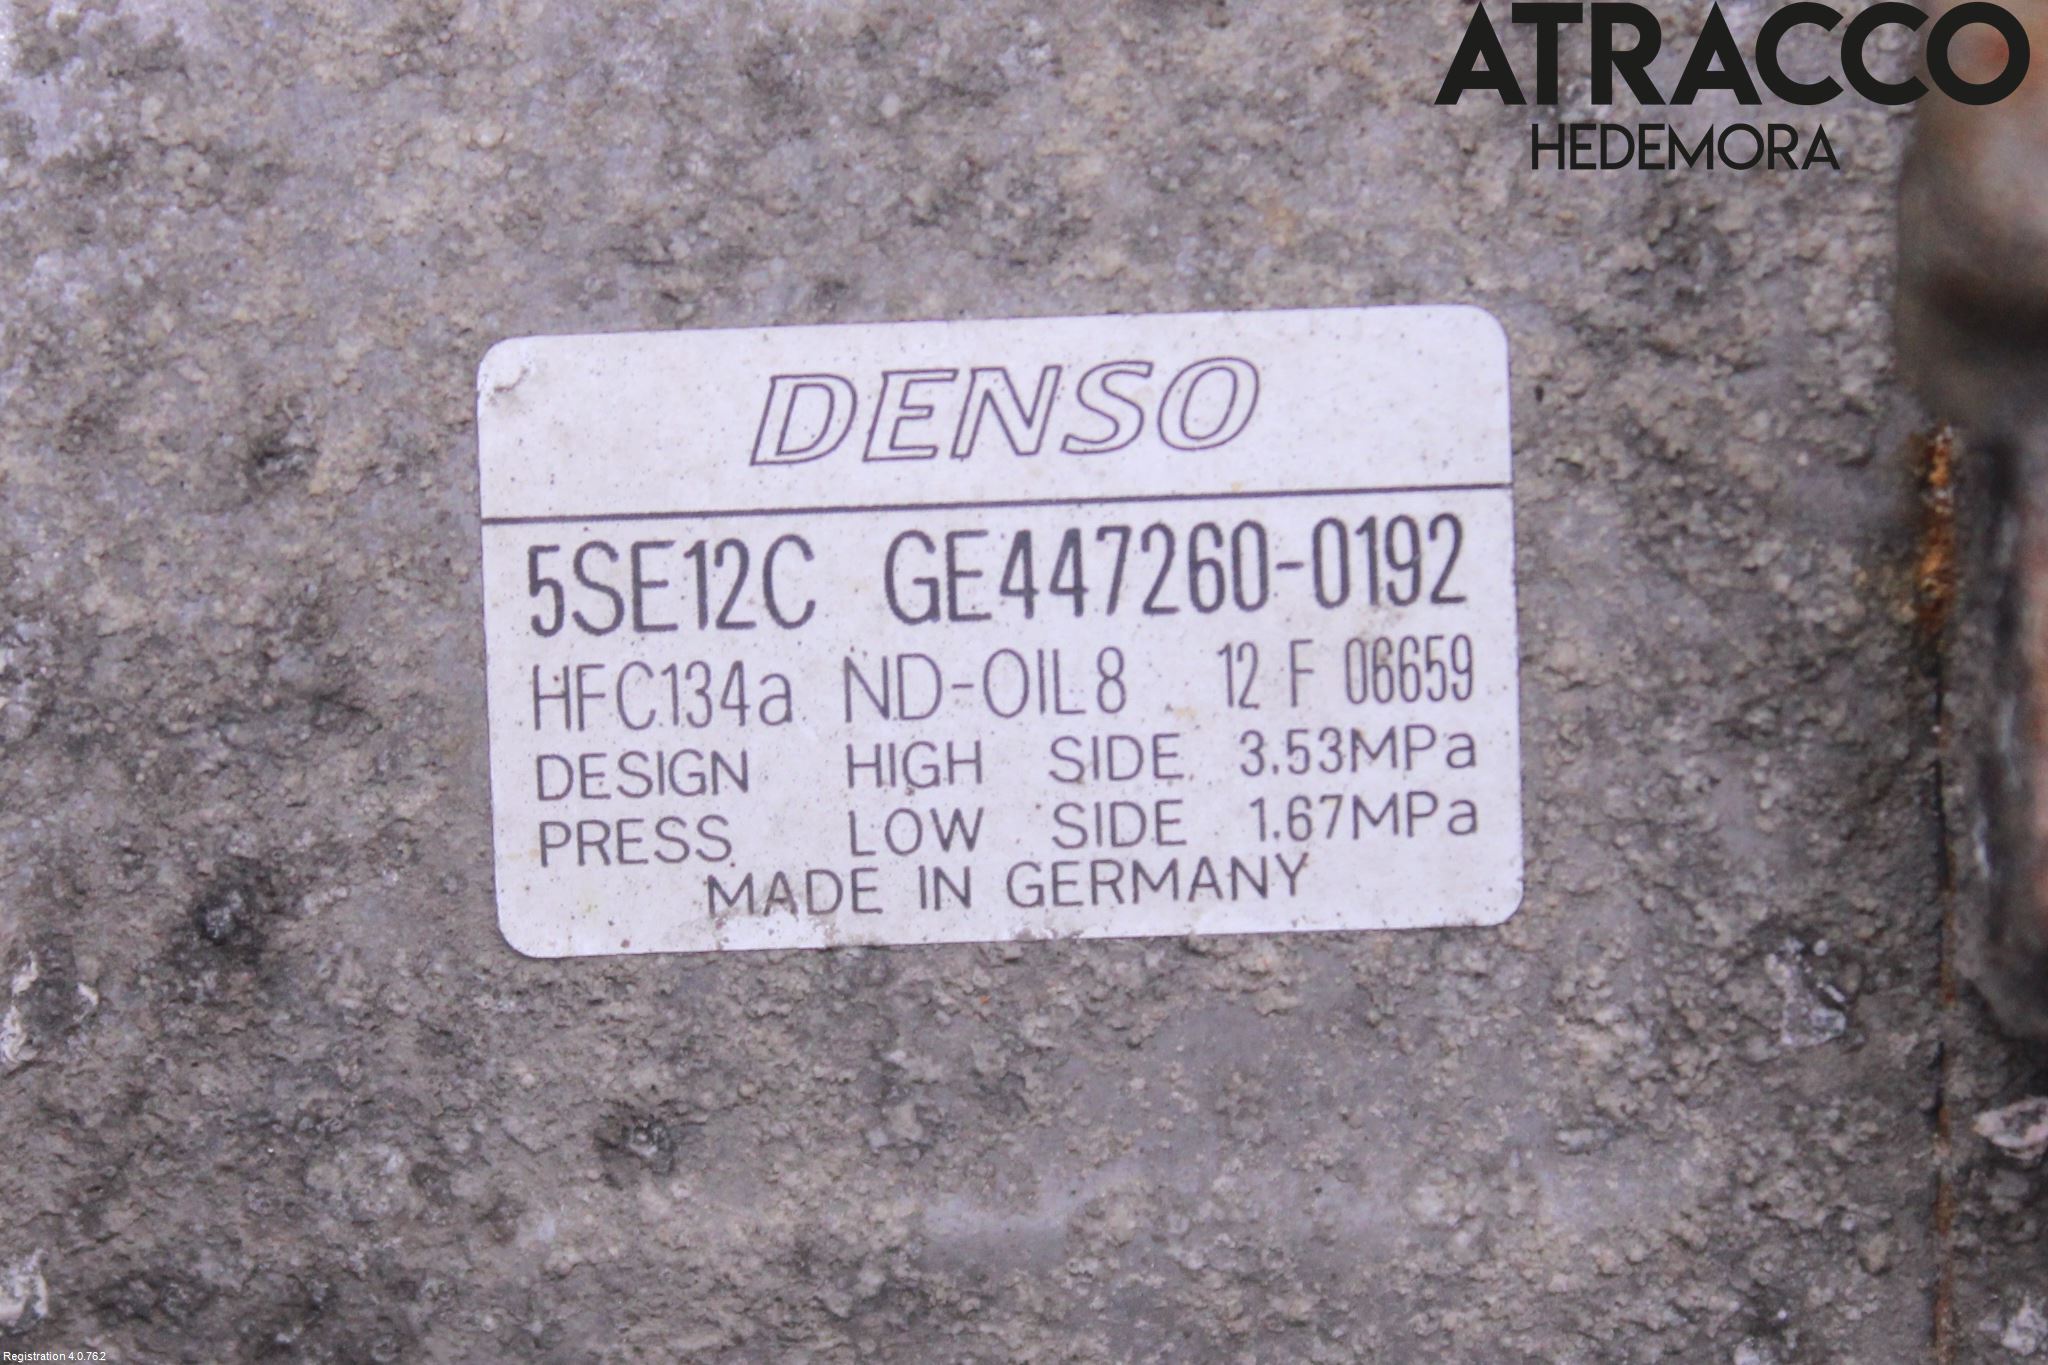 ATRACCO
HEDEMORA
DENSO
5SE12C GE447260-0192
HFC134a ND-OIL8 12 F 06659
DESIGN HIGH SIDE 3.53MPa
PRESS LOW SIDE 1.67MPa
MADE IN GERMANY
Registration 4.0.762